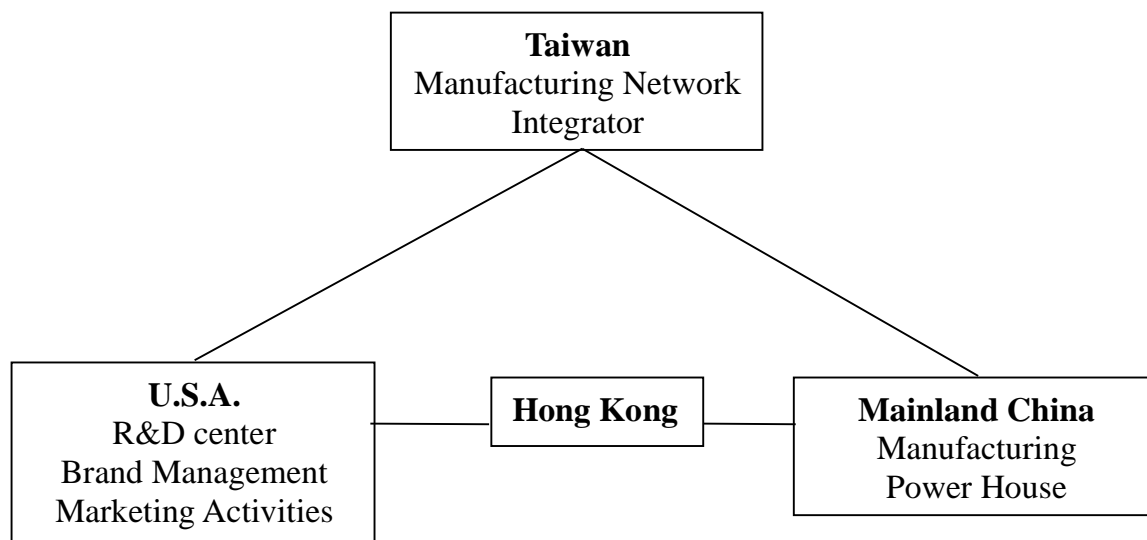 Taiwan
Manufacturing Network
Integrator
U.S.A.
R&D center
Brand Management
Marketing Activities
Hong Kong
Mainland China
Manufacturing
Power House